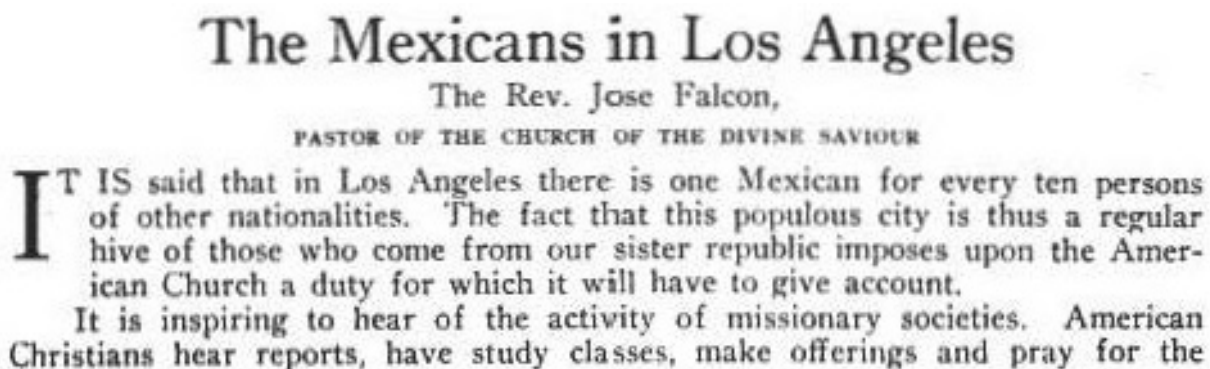 The Mexicans in Los Angeles
The Rev. Jose Falcon,
PASTOR OF THE CHURCH OF THE DIVINE SAVIOUR
IT IS said that in Los Angeles there is one Mexican for every ten persons
of other nationalities. The fact that this populous city is thus a regular
hive of those who come from our sister republic imposes upon the Amer-
ican Church a duty for which it will have to give account.
It is inspiring to hear of the activity of missionary societies. American
Christians hear reports, have study classes, make offerings and pray for the